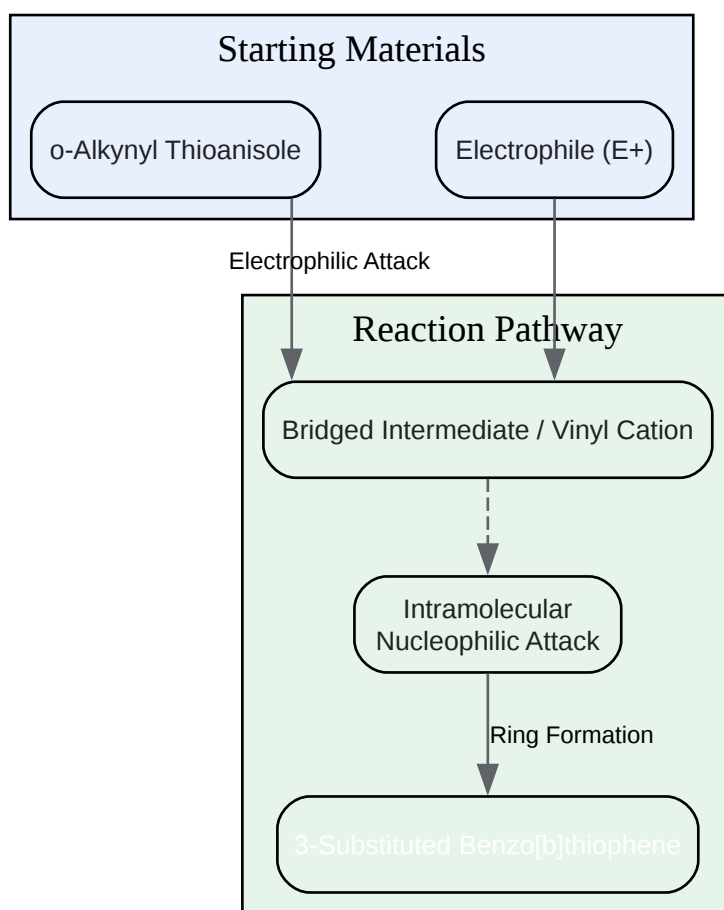 Starting Materials
o-Alkynyl Thioanisole
Electrophile (E+)
Electrophilic Attack
Reaction Pathway
Bridged Intermediate / Vinyl Cation
Intramolecular
Nucleophilic Attack
Ring Formation
3-Substituted Benzo[b]thiophene